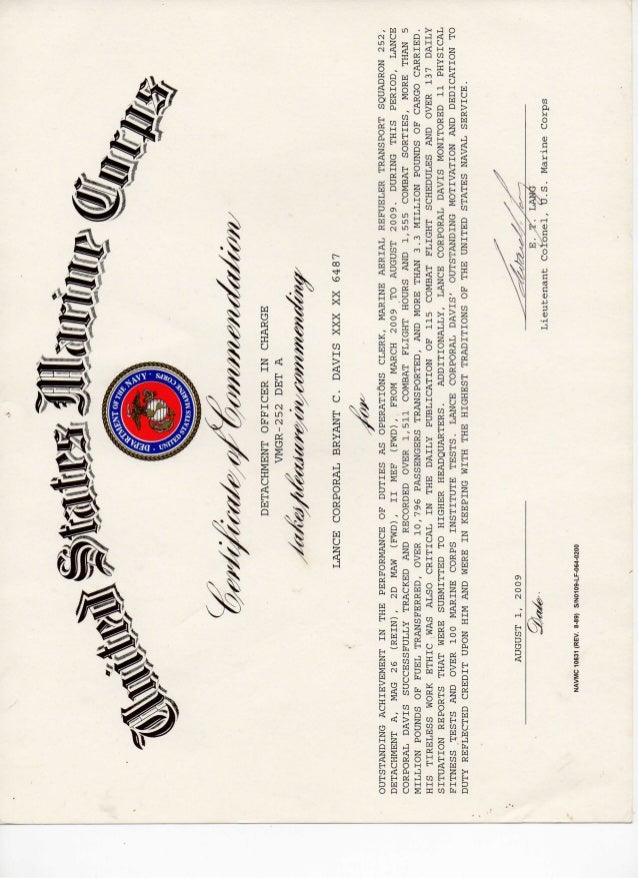 United States Marine Corps
DEPARTMENT OF THE NAVY
UNITED STATES MARINE CORPS
Certificate of Commendation
DETACHMENT OFFICER IN CHARGE
VMGR-252 DET A
takes pleasure in commending
LANCE CORPORAL BRYANT C. DAVIS XXX XX 6487
for
OUTSTANDING ACHIEVEMENT IN THE PERFORMANCE OF DUTIES AS OPERATIONS CLERK, MARINE AERIAL REFUELER TRANSPORT SQUADRON 252,
DETACHMENT A, MAG 26 (REIN), 2D MAW (FWD), II MEF (FWD), FROM MARCH 2009 TO AUGUST 2009. DURING THIS PERIOD, LANCE
CORPORAL DAVIS SUCCESSFULLY TRACKED AND RECORDED OVER 1,511 COMBAT FLIGHT HOURS AND 1,555 COMBAT SORTIES, MORE THAN 5
MILLION POUNDS OF FUEL TRANSFERRED, OVER 10,796 PASSENGERS TRANSPORTED, AND MORE THAN 3.3 MILLION POUNDS OF CARGO CARRIED.
HIS TIRELESS WORK ETHIC WAS ALSO CRITICAL IN THE DAILY PUBLICATION OF 115 COMBAT FLIGHT SCHEDULES AND OVER 137 DAILY
SITUATION REPORTS THAT WERE SUBMITTED TO HIGHER HEADQUARTERS. ADDITIONALLY, LANCE CORPORAL DAVIS MONITORED 11 PHYSICAL
FITNESS TESTS AND OVER 100 MARINE CORPS INSTITUTE TESTS. LANCE CORPORAL DAVIS' OUTSTANDING MOTIVATION AND DEDICATION TO
DUTY REFLECTED CREDIT UPON HIM AND WERE IN KEEPING WITH THE HIGHEST TRADITIONS OF THE UNITED STATES NAVAL SERVICE.
AUGUST 1, 2009
Date
E. T. LANG
Lieutenant Colonel, U.S. Marine Corps
NAVMC 10631 (REV. 8-89) S/N0109-LF-064-0200